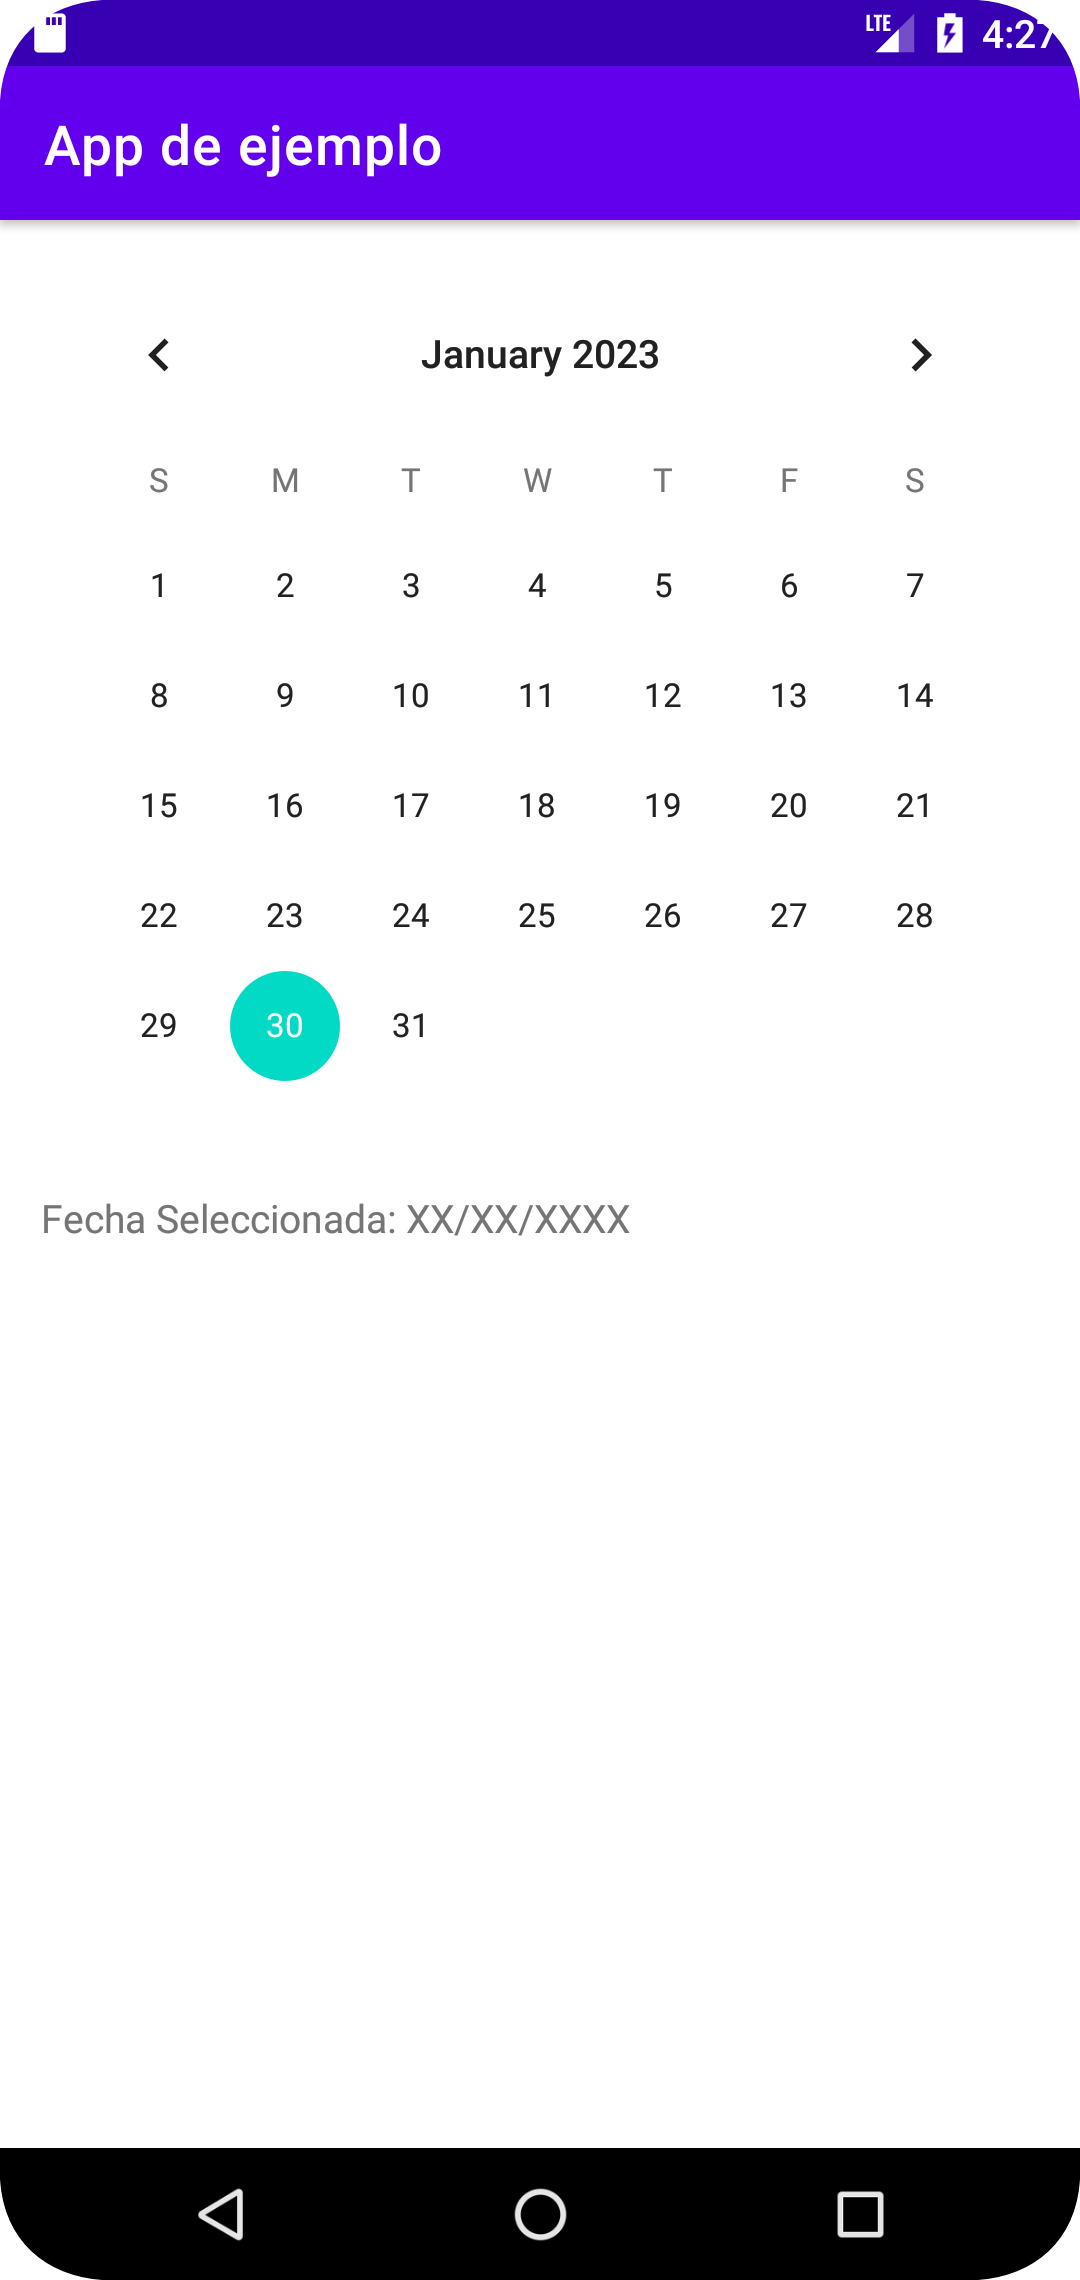 LTE 4:27
App de ejemplo
January 2023
S M T W T F S
1 2 3 4 5 6 7
8 9 10 11 12 13 14
15 16 17 18 19 20 21
22 23 24 25 26 27 28
29 30 31
Fecha Seleccionada: XX/XX/XXXX